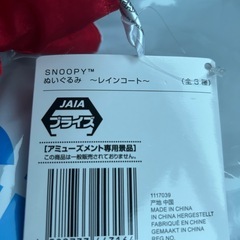 SNOOPY™
ぬいぐるみ ～レインコート～ (全3種)
JAIA
プライズ
【アミューズメント専用景品】
この商品は一般の販売をされておりません。
1117039
产地 中国
MADE IN CHINA
IN CHINA HERGESTELLT
FABRIQUÉ EN CHINE
GEMAAKT IN CHINA